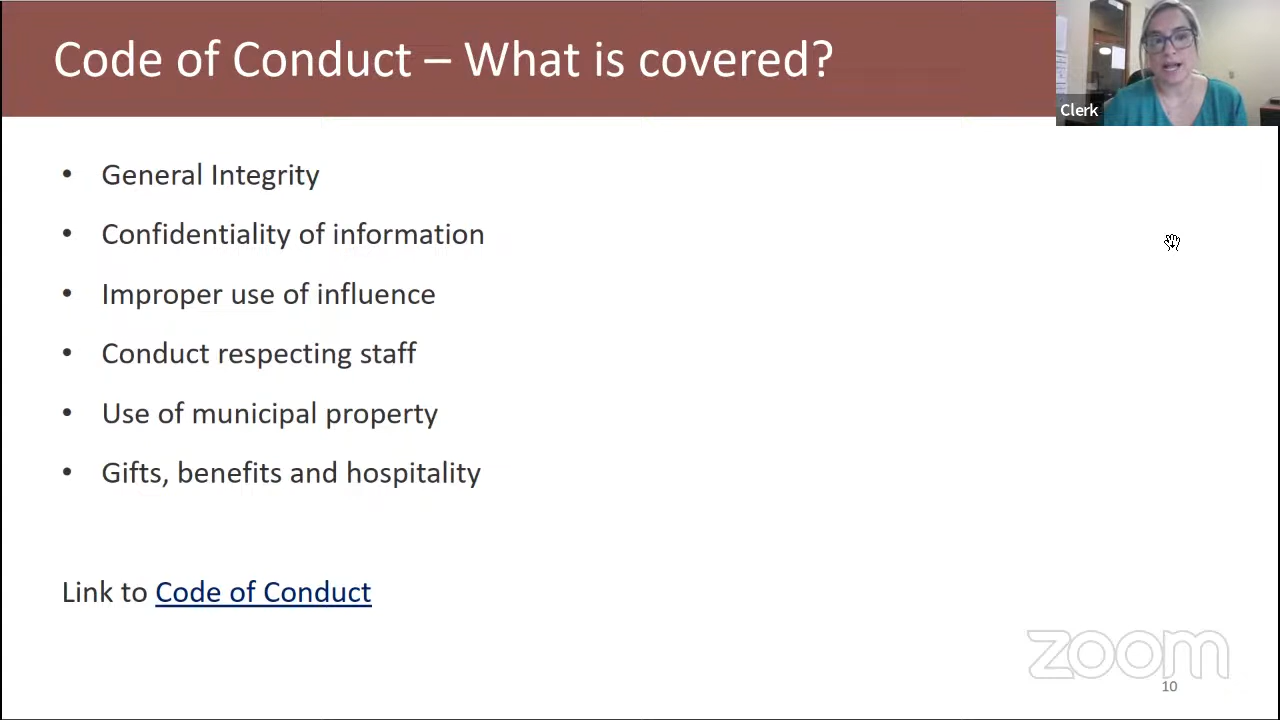 Code of Conduct – What is covered?
Clerk
• General Integrity
• Confidentiality of information
• Improper use of influence
• Conduct respecting staff
• Use of municipal property
• Gifts, benefits and hospitality
Link to Code of Conduct
zoom
10